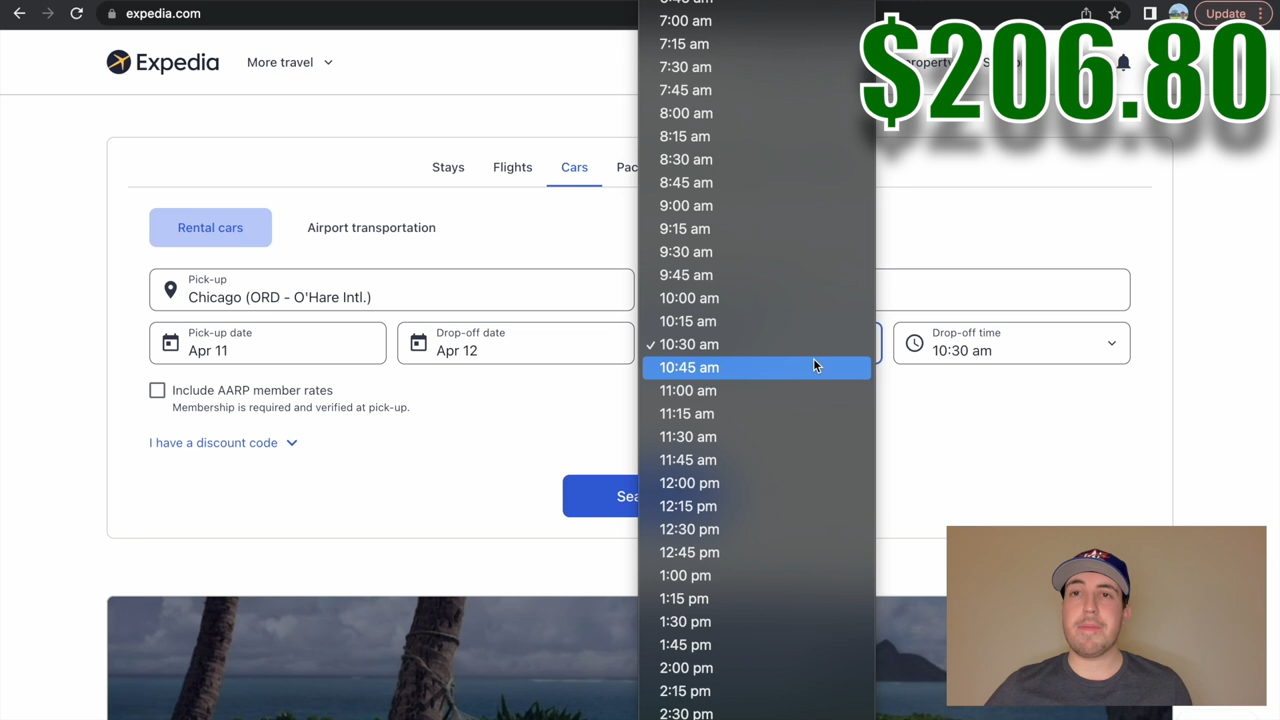 expedia.com
Update
$206.80
Expedia
More travel
Stays
Flights
Cars
Rental cars
Airport transportation
Pick-up
Chicago (ORD - O'Hare Intl.)
Pick-up date
Apr 11
Drop-off date
Apr 12
Drop-off time
10:30 am
Include AARP member rates
Membership is required and verified at pick-up.
I have a discount code
7:00 am
7:15 am
7:30 am
7:45 am
8:00 am
8:15 am
8:30 am
8:45 am
9:00 am
9:15 am
9:30 am
9:45 am
10:00 am
10:15 am
10:30 am
10:45 am
11:00 am
11:15 am
11:30 am
11:45 am
12:00 pm
12:15 pm
12:30 pm
12:45 pm
1:00 pm
1:15 pm
1:30 pm
1:45 pm
2:00 pm
2:15 pm
2:30 pm